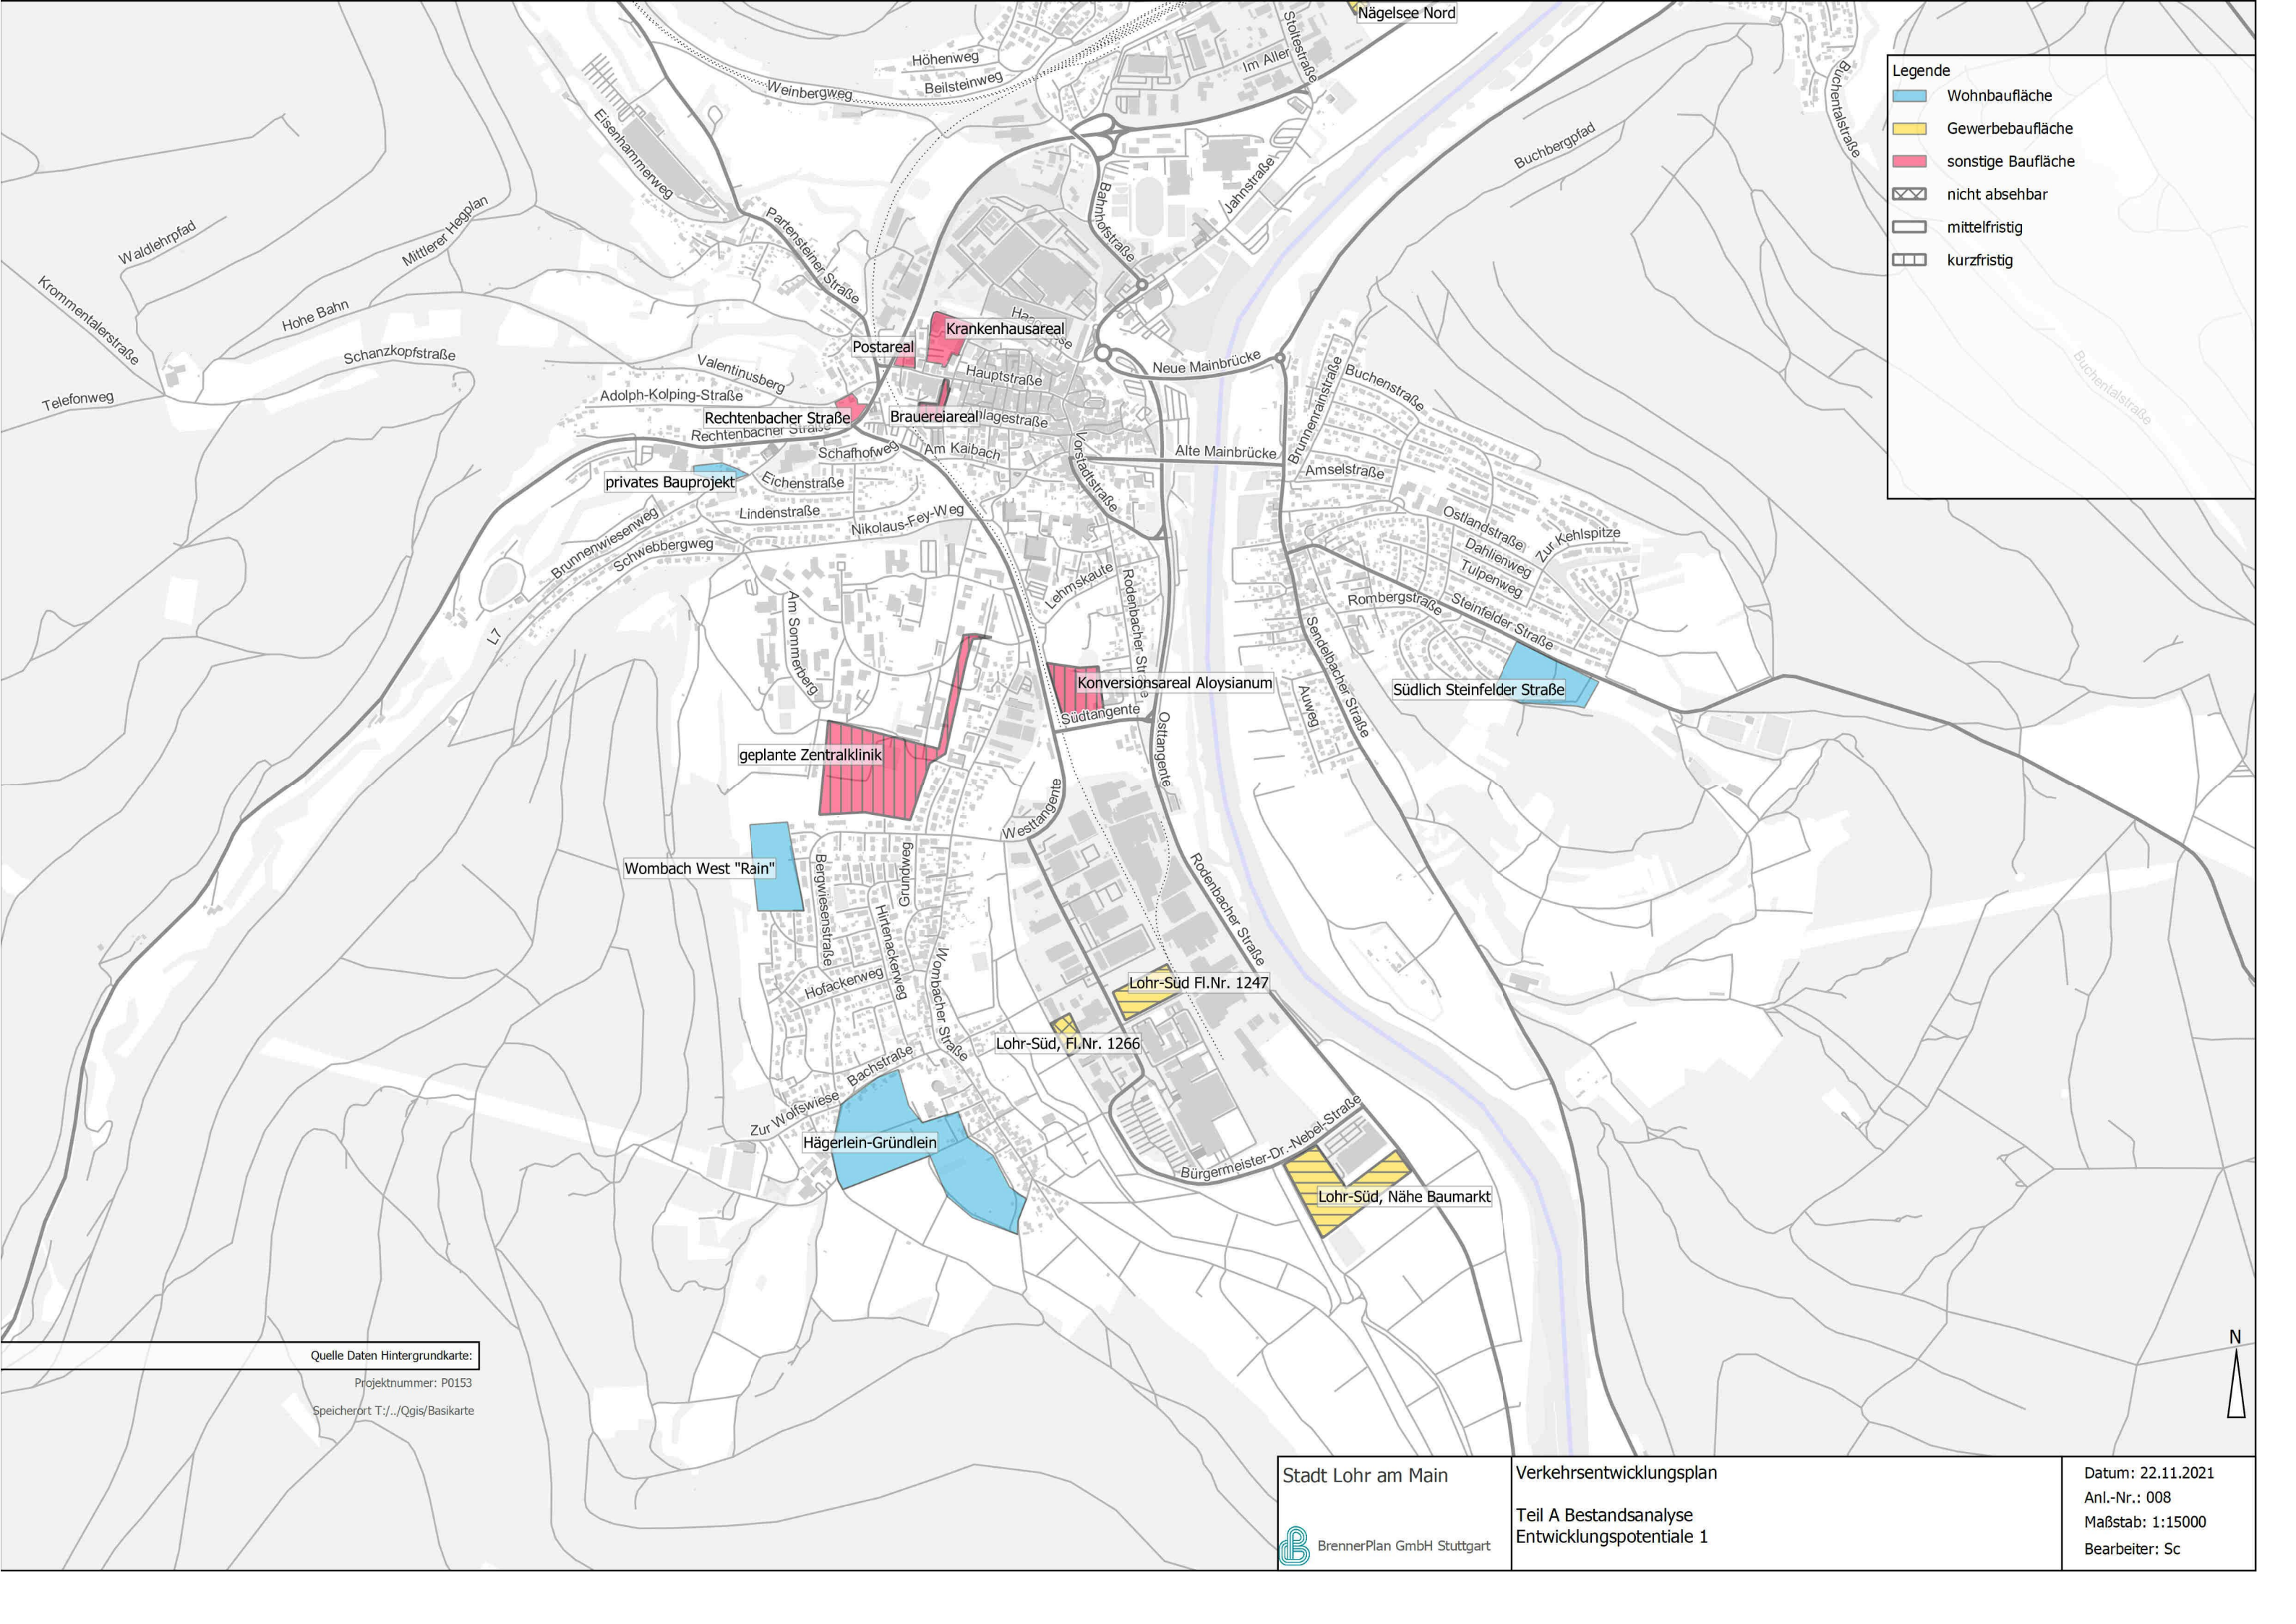 Nägelsee Nord
Stoltestraße
Höhenweg
Im Aller
Beilsteinweg
Weinbergweg
Buchentalstraße
Legende
Wohnbaufläche
Gewerbebaufläche
sonstige Baufläche
nicht absehbar
mittelfristig
kurzfristig
Eisenhammerweg
Buchbergpfad
Jahnstraße
Bahnhofstraße
Partensteiner Straße
Mittlerer Hegplan
Waldlehrpfad
Krommentalerstraße
Hohe Bahn
Schanzkopfstraße
Telefonweg
Krankenhausareal
Postareal
Valentinusberg
Hauptstraße
Neue Mainbrücke
Brunnenrainstraße
Buchenstraße
Buchentalstraße
Adolph-Kolping-Straße
Rechtenbacher Straße
Brauereiareal
lagestraße
Rechtenbacher Straße
Schafhofweg
Am Kaibach
Vorstadtstraße
Alte Mainbrücke
Amselstraße
privates Bauprojekt
Eichenstraße
Lindenstraße
Nikolaus-Fey-Weg
Brunnenwiesenweg
Schwebbergweg
Ostlandstraße
Zur Kehlspitze
Dahlienweg
Tulpenweg
Lehmskaute
Rodenbacher Straße
Rombergstraße
Steinfelder Straße
Am Sommerberg
L7
Sendelbacher Straße
Konversionsareal Aloysianum
Südlich Steinfelder Straße
Auweg
Südtangente
Osttangente
geplante Zentralklinik
Westtangente
Wombach West "Rain"
Bergwiesenstraße
Grundweg
Rodenbacher Straße
Hirtenackerweg
Hofackerweg
Wombacher Straße
Lohr-Süd Fl.Nr. 1247
Lohr-Süd, Fl.Nr. 1266
Bachstraße
Zur Wolfswiese
Hägerlein-Gründlein
Bürgermeister-Dr.-Nebel-Straße
Lohr-Süd, Nähe Baumarkt
Quelle Daten Hintergrundkarte:
Projektnummer: P0153
Speicherort T:/../Qgis/Basikarte
N
Stadt Lohr am Main
BrennerPlan GmbH Stuttgart
Verkehrsentwicklungsplan
Teil A Bestandsanalyse
Entwicklungspotentiale 1
Datum: 22.11.2021
Anl.-Nr.: 008
Maßstab: 1:15000
Bearbeiter: Sc